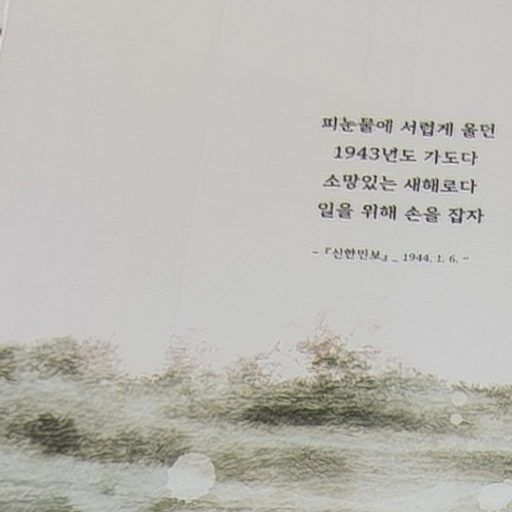 피눈물에 서럽게 울던
1943년도 가도다
소망있는 새해로다
일을 위해 손을 잡자
-『신한민보』_ 1944. 1. 6. -